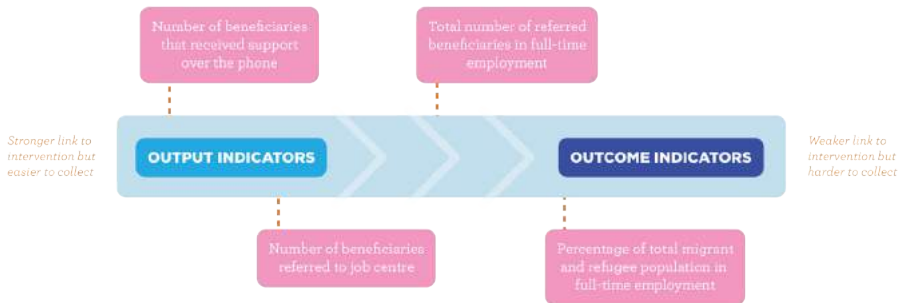 Number of beneficiaries
that received support
over the phone
Total number of referred
beneficiaries in full-time
employment
Stronger link to
intervention but
easier to collect
OUTPUT INDICATORS
OUTCOME INDICATORS
Weaker link to
intervention but
harder to collect
Number of beneficiaries
referred to job centre
Percentage of total migrant
and refugee population in
full-time employment